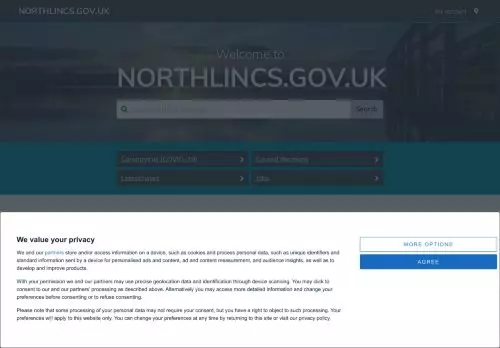 NORTHLINCS.GOV.UK
My account
Welcome to
NORTHLINCS.GOV.UK
Search
Coronavirus (COVID-19)
Council elections
Latest news
Jobs
We value your privacy
We and our partners store and/or access information on a device, such as cookies and process personal data, such as unique identifiers and
standard information sent by a device for personalised ads and content, ad and content measurement, and audience insights, as well as to
develop and improve products.
With your permission we and our partners may use precise geolocation data and identification through device scanning. You may click to
consent to our and our partners' processing as described above. Alternatively you may access more detailed information and change your
preferences before consenting or to refuse consenting.
Please note that some processing of your personal data may not require your consent, but you have a right to object to such processing. Your
preferences will apply to this website only. You can change your preferences at any time by returning to this site or visit our privacy policy.
MORE OPTIONS
AGREE